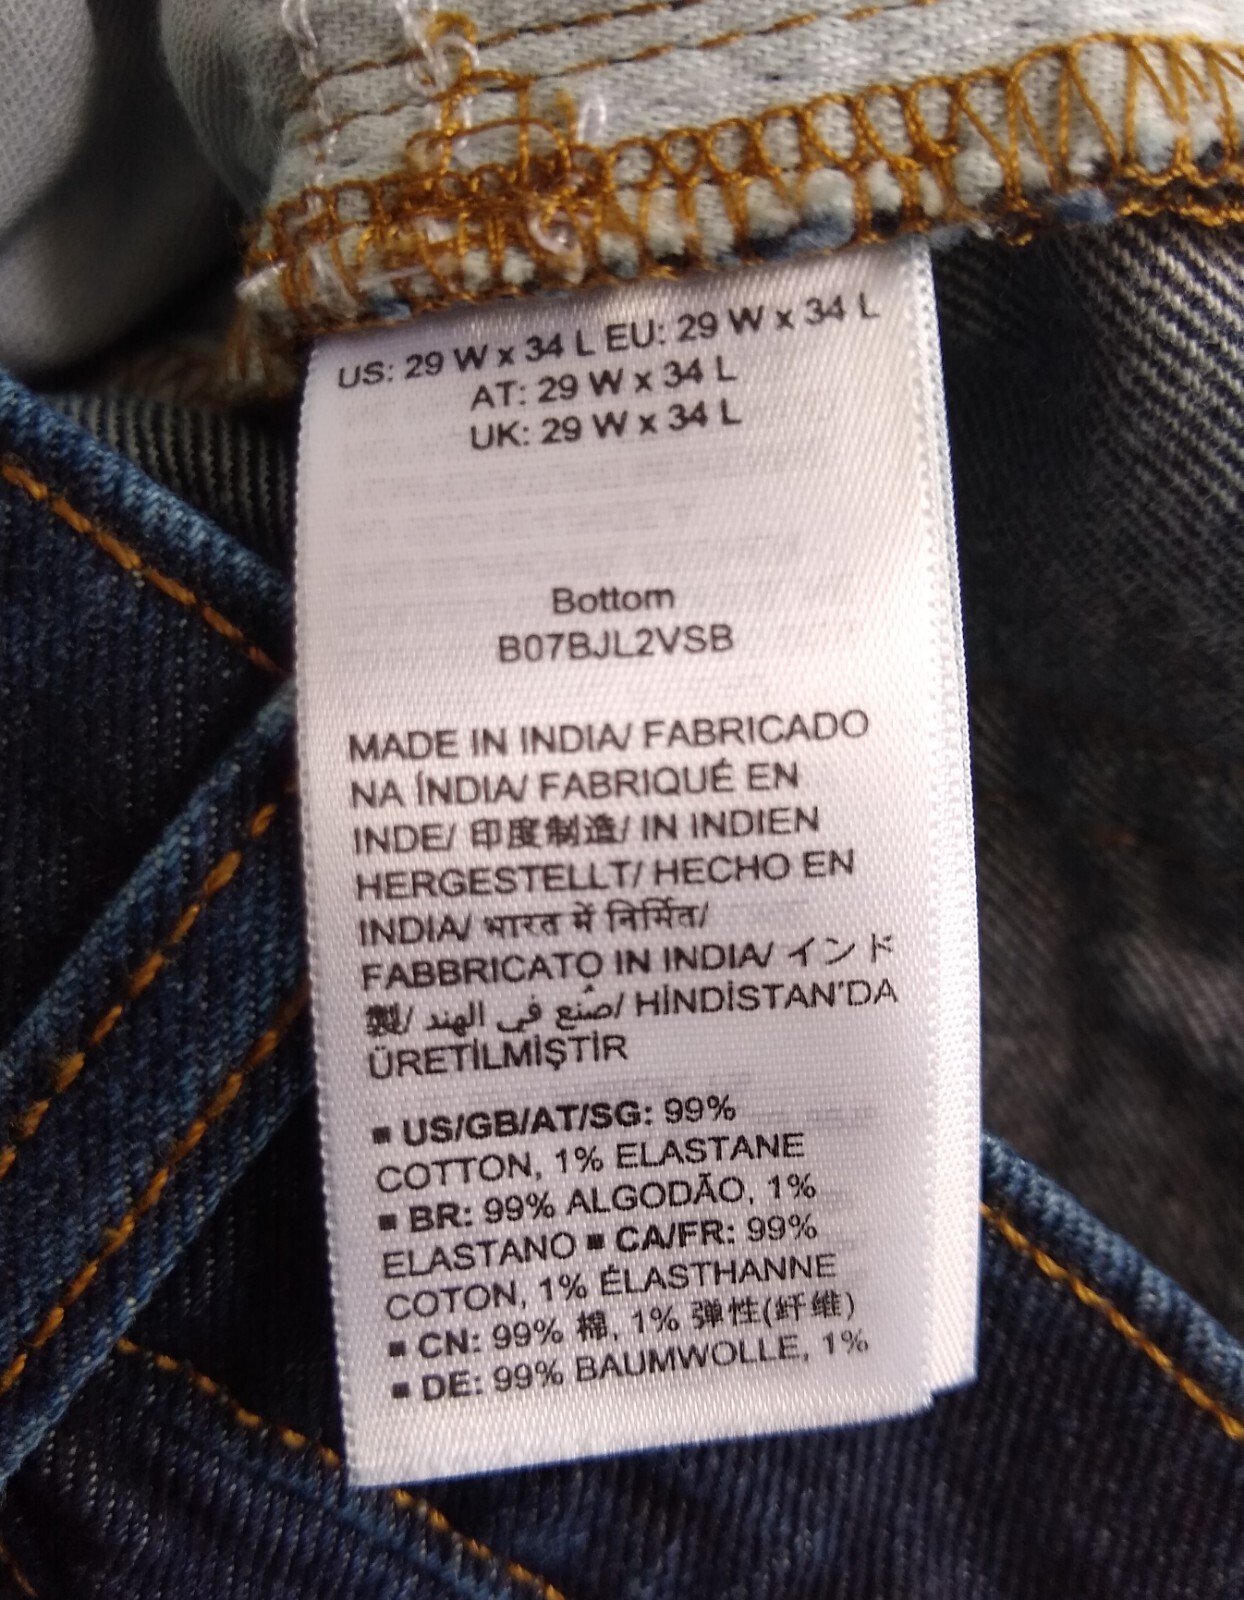 US: 29 W x 34 L EU: 29 W x 34 L
AT: 29 W x 34 L
UK: 29 W x 34 L
Bottom
B07BJL2VSB
MADE IN INDIA/ FABRICADO
NA ÍNDIA/ FABRIQUÉ EN
INDE/ 印度制造/ IN INDIEN
HERGESTELLT/ HECHO EN
INDIA/ भारत में निर्मित/
FABBRICATO IN INDIA/ インド
製/ صُنع في الهند/ HİNDİSTAN'DA
ÜRETİLMİŞTİR
▪ US/GB/AT/SG: 99%
COTTON, 1% ELASTANE
▪ BR: 99% ALGODÃO, 1%
ELASTANO ▪ CA/FR: 99%
COTON, 1% ÉLASTHANNE
▪ CN: 99% 棉, 1% 弹性(纤维)
▪ DE: 99% BAUMWOLLE, 1%